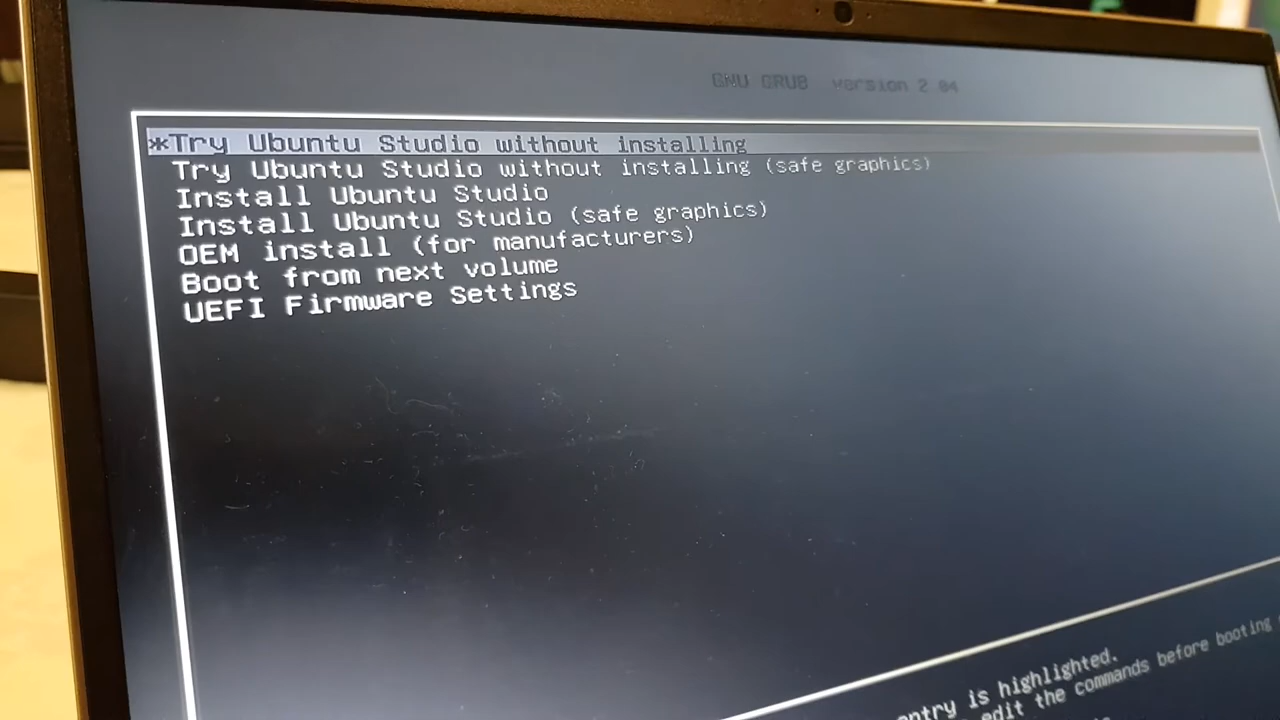 GNU GRUB version 2.04
*Try Ubuntu Studio without installing
Try Ubuntu Studio without installing (safe graphics)
Install Ubuntu Studio
Install Ubuntu Studio (safe graphics)
OEM install (for manufacturers)
Boot from next volume
UEFI Firmware Settings
entry is highlighted.
edit the commands before booting